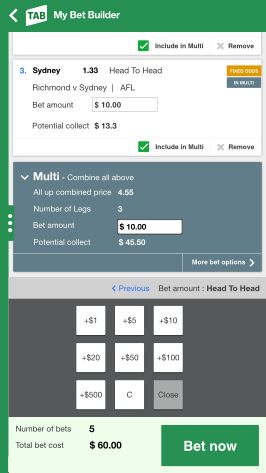 TAB My Bet Builder
Include in Multi Remove
3. Sydney 1.33 Head To Head FIXED ODDS
Richmond v Sydney | AFL IN MULTI
Bet amount $ 10.00
Potential collect $ 13.3
Include in Multi Remove
Multi - Combine all above
All up combined price 4.55
Number of Legs 3
Bet amount $ 10.00
Potential collect $ 45.50
More bet options
Previous Bet amount : Head To Head
+$1 +$5 +$10
+$20 +$50 +$100
+$500 C Close
Number of bets 5
Total bet cost $ 60.00
Bet now